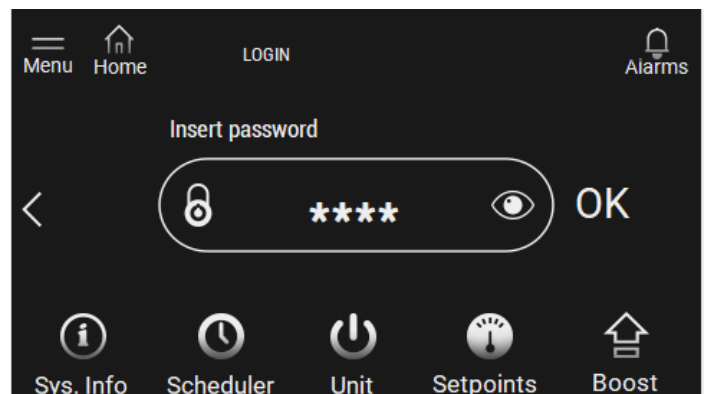 LOGIN
Menu Home
Alarms
Insert password
**** OK
Sys. Info Scheduler Unit Setpoints Boost